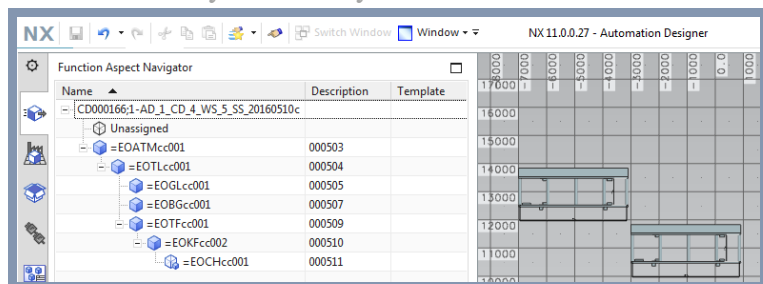 NX Switch Window Window NX 11.0.0.27 - Automation Designer
Function Aspect Navigator
Name Description Template
CD000166;1-AD_1_CD_4_WS_5_SS_20160510c
Unassigned
=EOATMcc001 000503
=EOTLcc001 000504
=EOGLcc001 000505
=EOBGcc001 000507
=EOTFcc001 000509
=EOKFcc002 000510
=EOCHcc001 000511
-8000 -7000 -6000 -5000 -4000 -3000 -2000 -1000 0.0 1000
17000
16000
15000
14000
13000
12000
11000